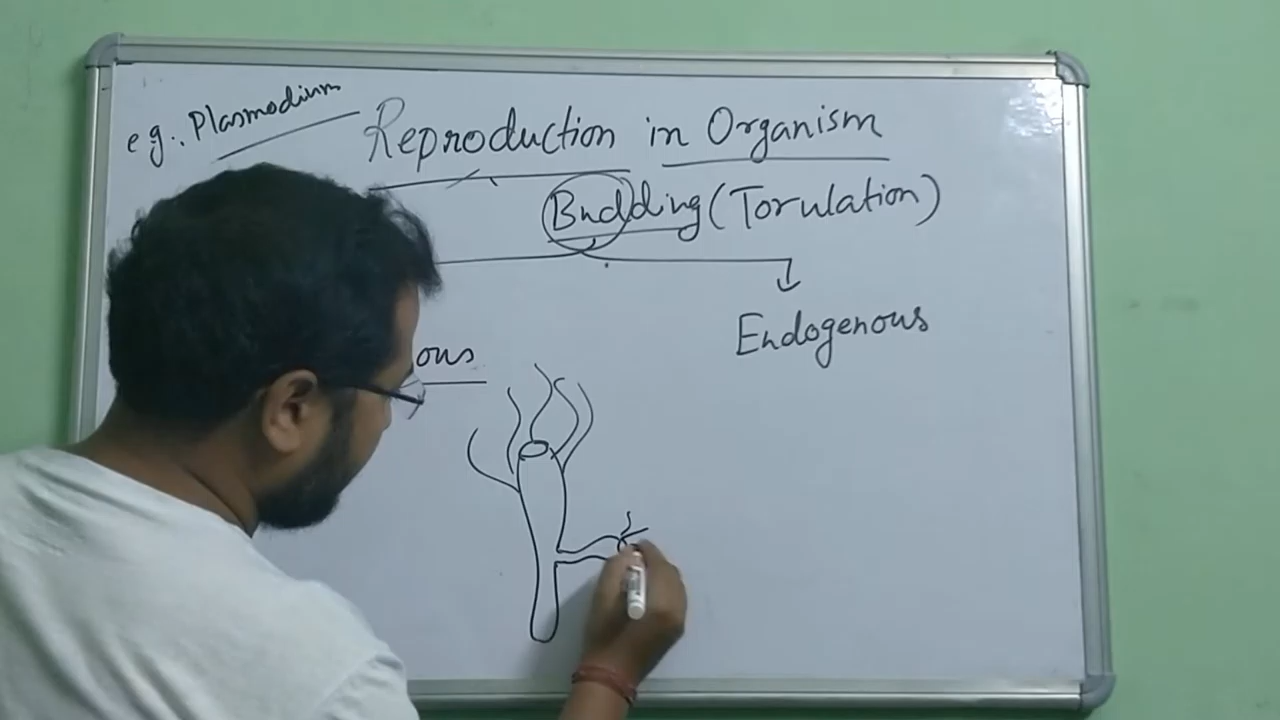 e.g:. Plasmodium
Reproduction in Organism
Budding (Torulation)
Endogenous
ous